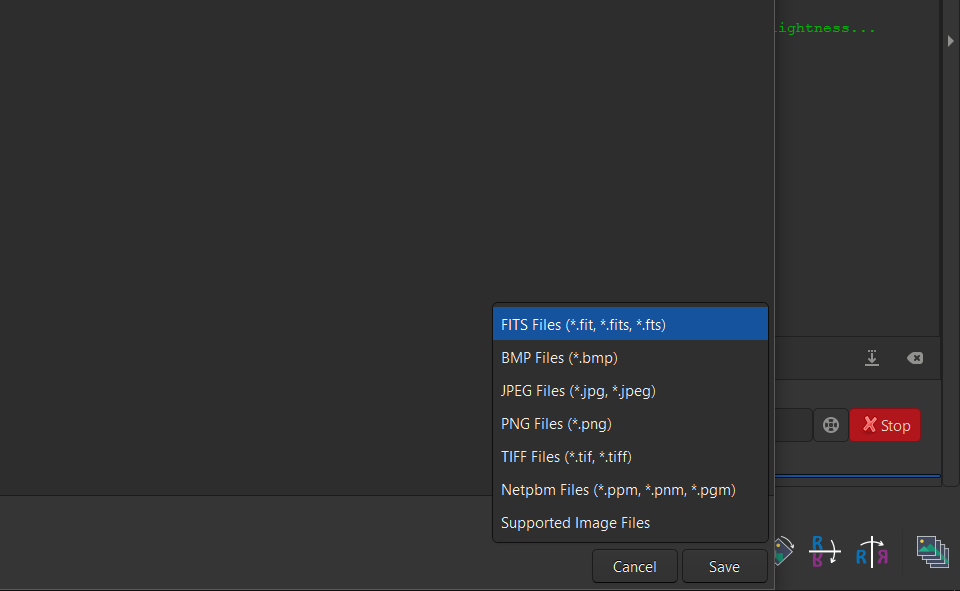 ightness...
FITS Files (*.fit, *.fits, *.fts)
BMP Files (*.bmp)
JPEG Files (*.jpg, *.jpeg)
PNG Files (*.png)
TIFF Files (*.tif, *.tiff)
Netpbm Files (*.ppm, *.pnm, *.pgm)
Supported Image Files
Stop
Cancel
Save